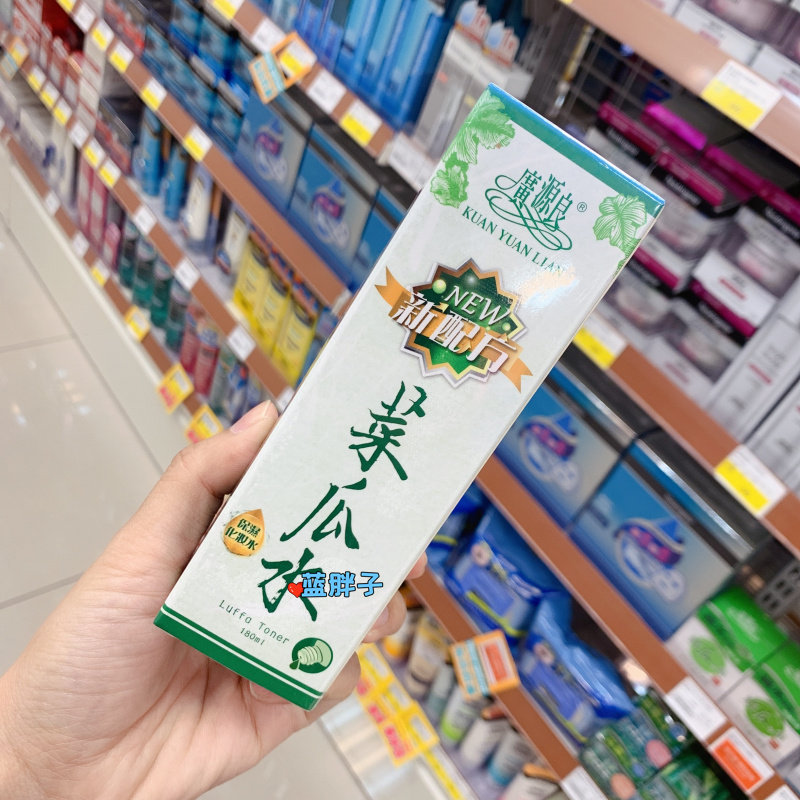 廣源良®
KUAN YUAN LIAN
NEW
新配方
菜瓜水
保濕
化妝水
蓝胖子
Luffa Toner
180ml